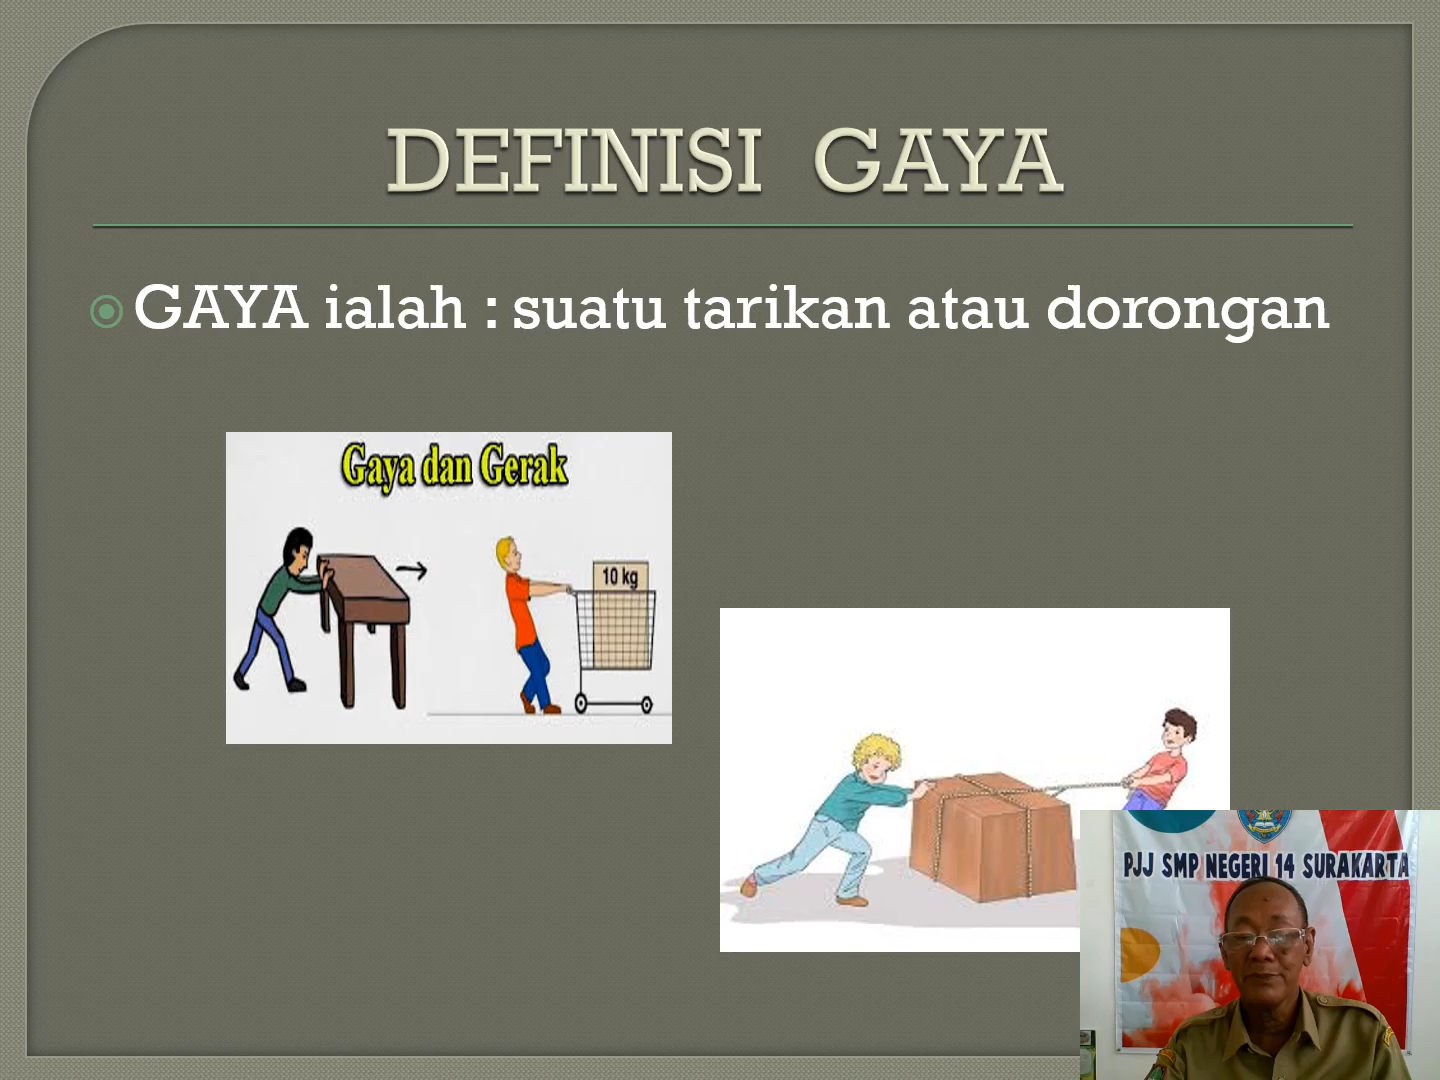 DEFINISI GAYA
GAYA ialah : suatu tarikan atau dorongan
Gaya dan Gerak
10 kg
PJJ SMP NEGERI 14 SURAKARTA